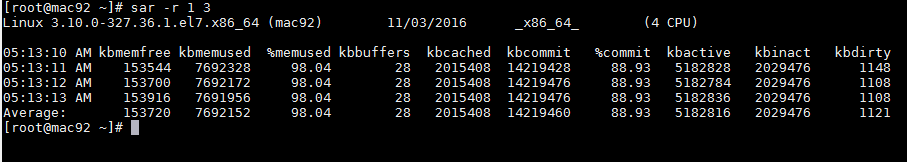 [root@mac92 ~]# sar -r 1 3
Linux 3.10.0-327.36.1.el7.x86_64 (mac92) 11/03/2016 _x86_64_ (4 CPU)
05:13:10 AM kbmemfree kbmemused %memused kbbuffers kbcached kbcommit %commit kbactive kbinact kbdirty
05:13:11 AM 153544 7692328 98.04 28 2015408 14219428 88.93 5182828 2029476 1148
05:13:12 AM 153700 7692172 98.04 28 2015408 14219476 88.93 5182784 2029476 1108
05:13:13 AM 153916 7691956 98.04 28 2015408 14219476 88.93 5182836 2029476 1108
Average: 153720 7692152 98.04 28 2015408 14219460 88.93 5182816 2029476 1121
[root@mac92 ~]#